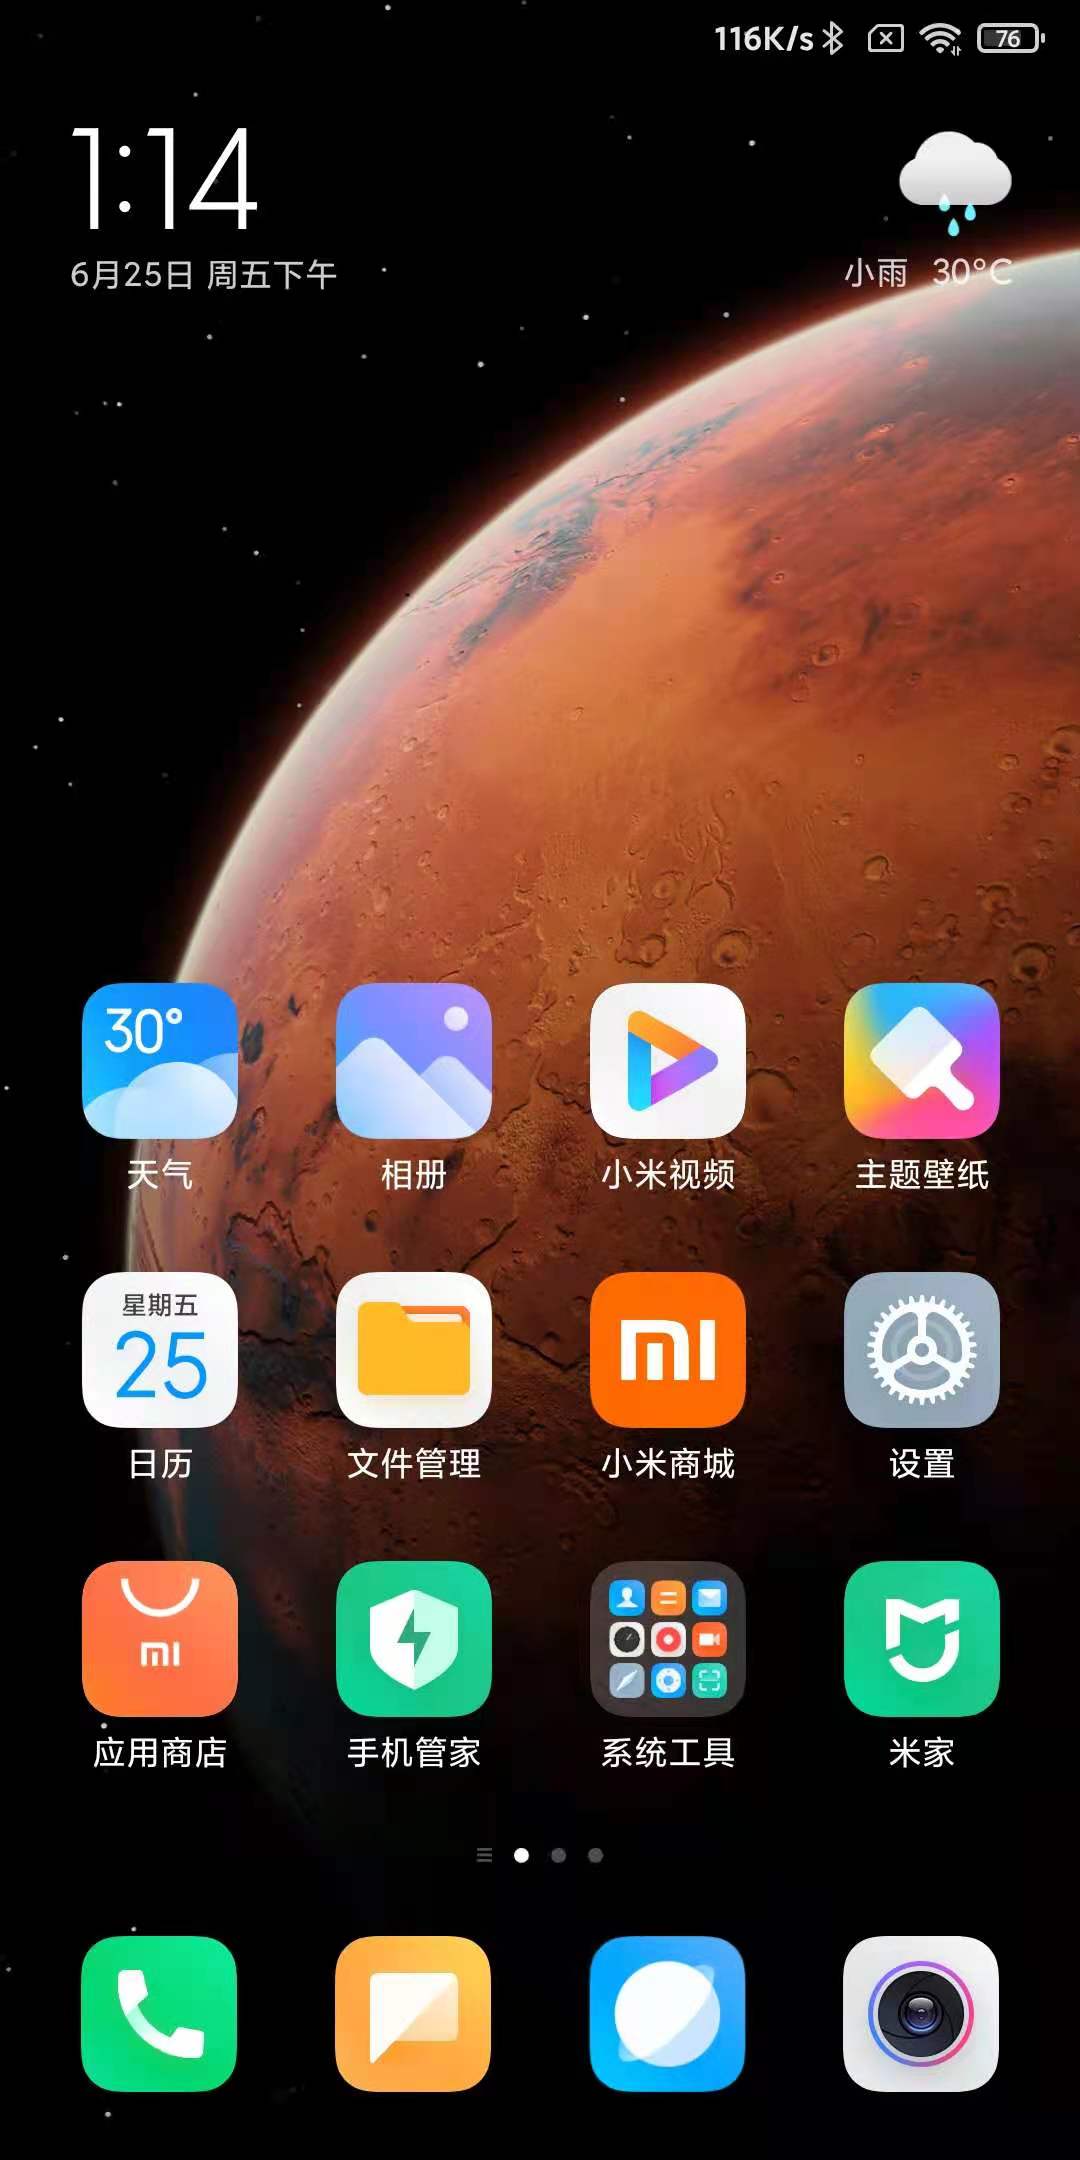 116K/s 76
1:14
6月25日 周五下午
小雨 30°C
30°
天气 相册 小米视频 主题壁纸
星期五
25
mi
日历 文件管理 小米商城 设置
mi
应用商店 手机管家 系统工具 米家